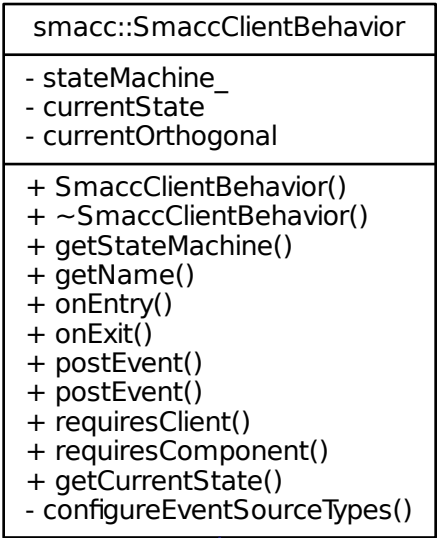 smacc::SmaccClientBehavior
- stateMachine_
- currentState
- currentOrthogonal
+ SmaccClientBehavior()
+ ~SmaccClientBehavior()
+ getStateMachine()
+ getName()
+ onEntry()
+ onExit()
+ postEvent()
+ postEvent()
+ requiresClient()
+ requiresComponent()
+ getCurrentState()
- configureEventSourceTypes()